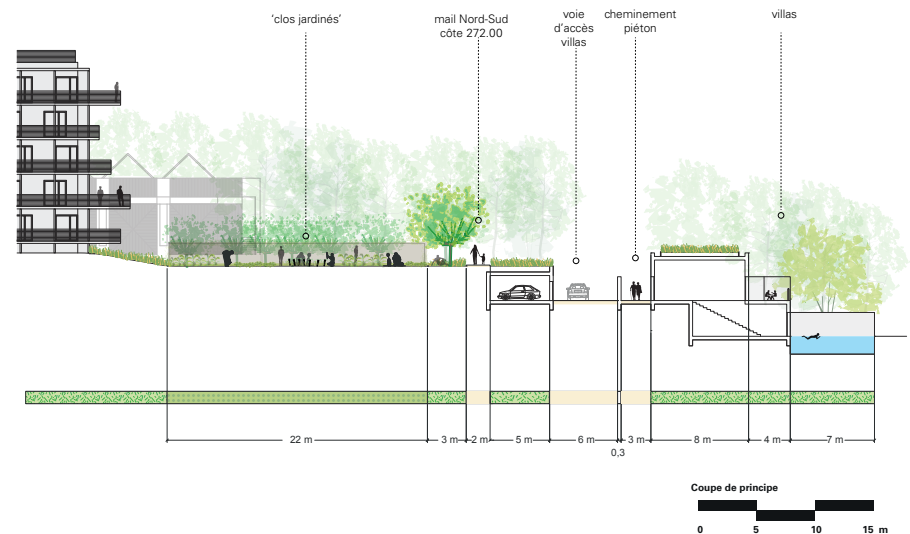 ‘clos jardinés’
mail Nord-Sud
côte 272.00
voie
d’accès
villas
cheminement
piéton
villas
22 m
3 m
2 m
5 m
6 m
0,3
3 m
8 m
4 m
7 m
Coupe de principe
0 5 10 15 m